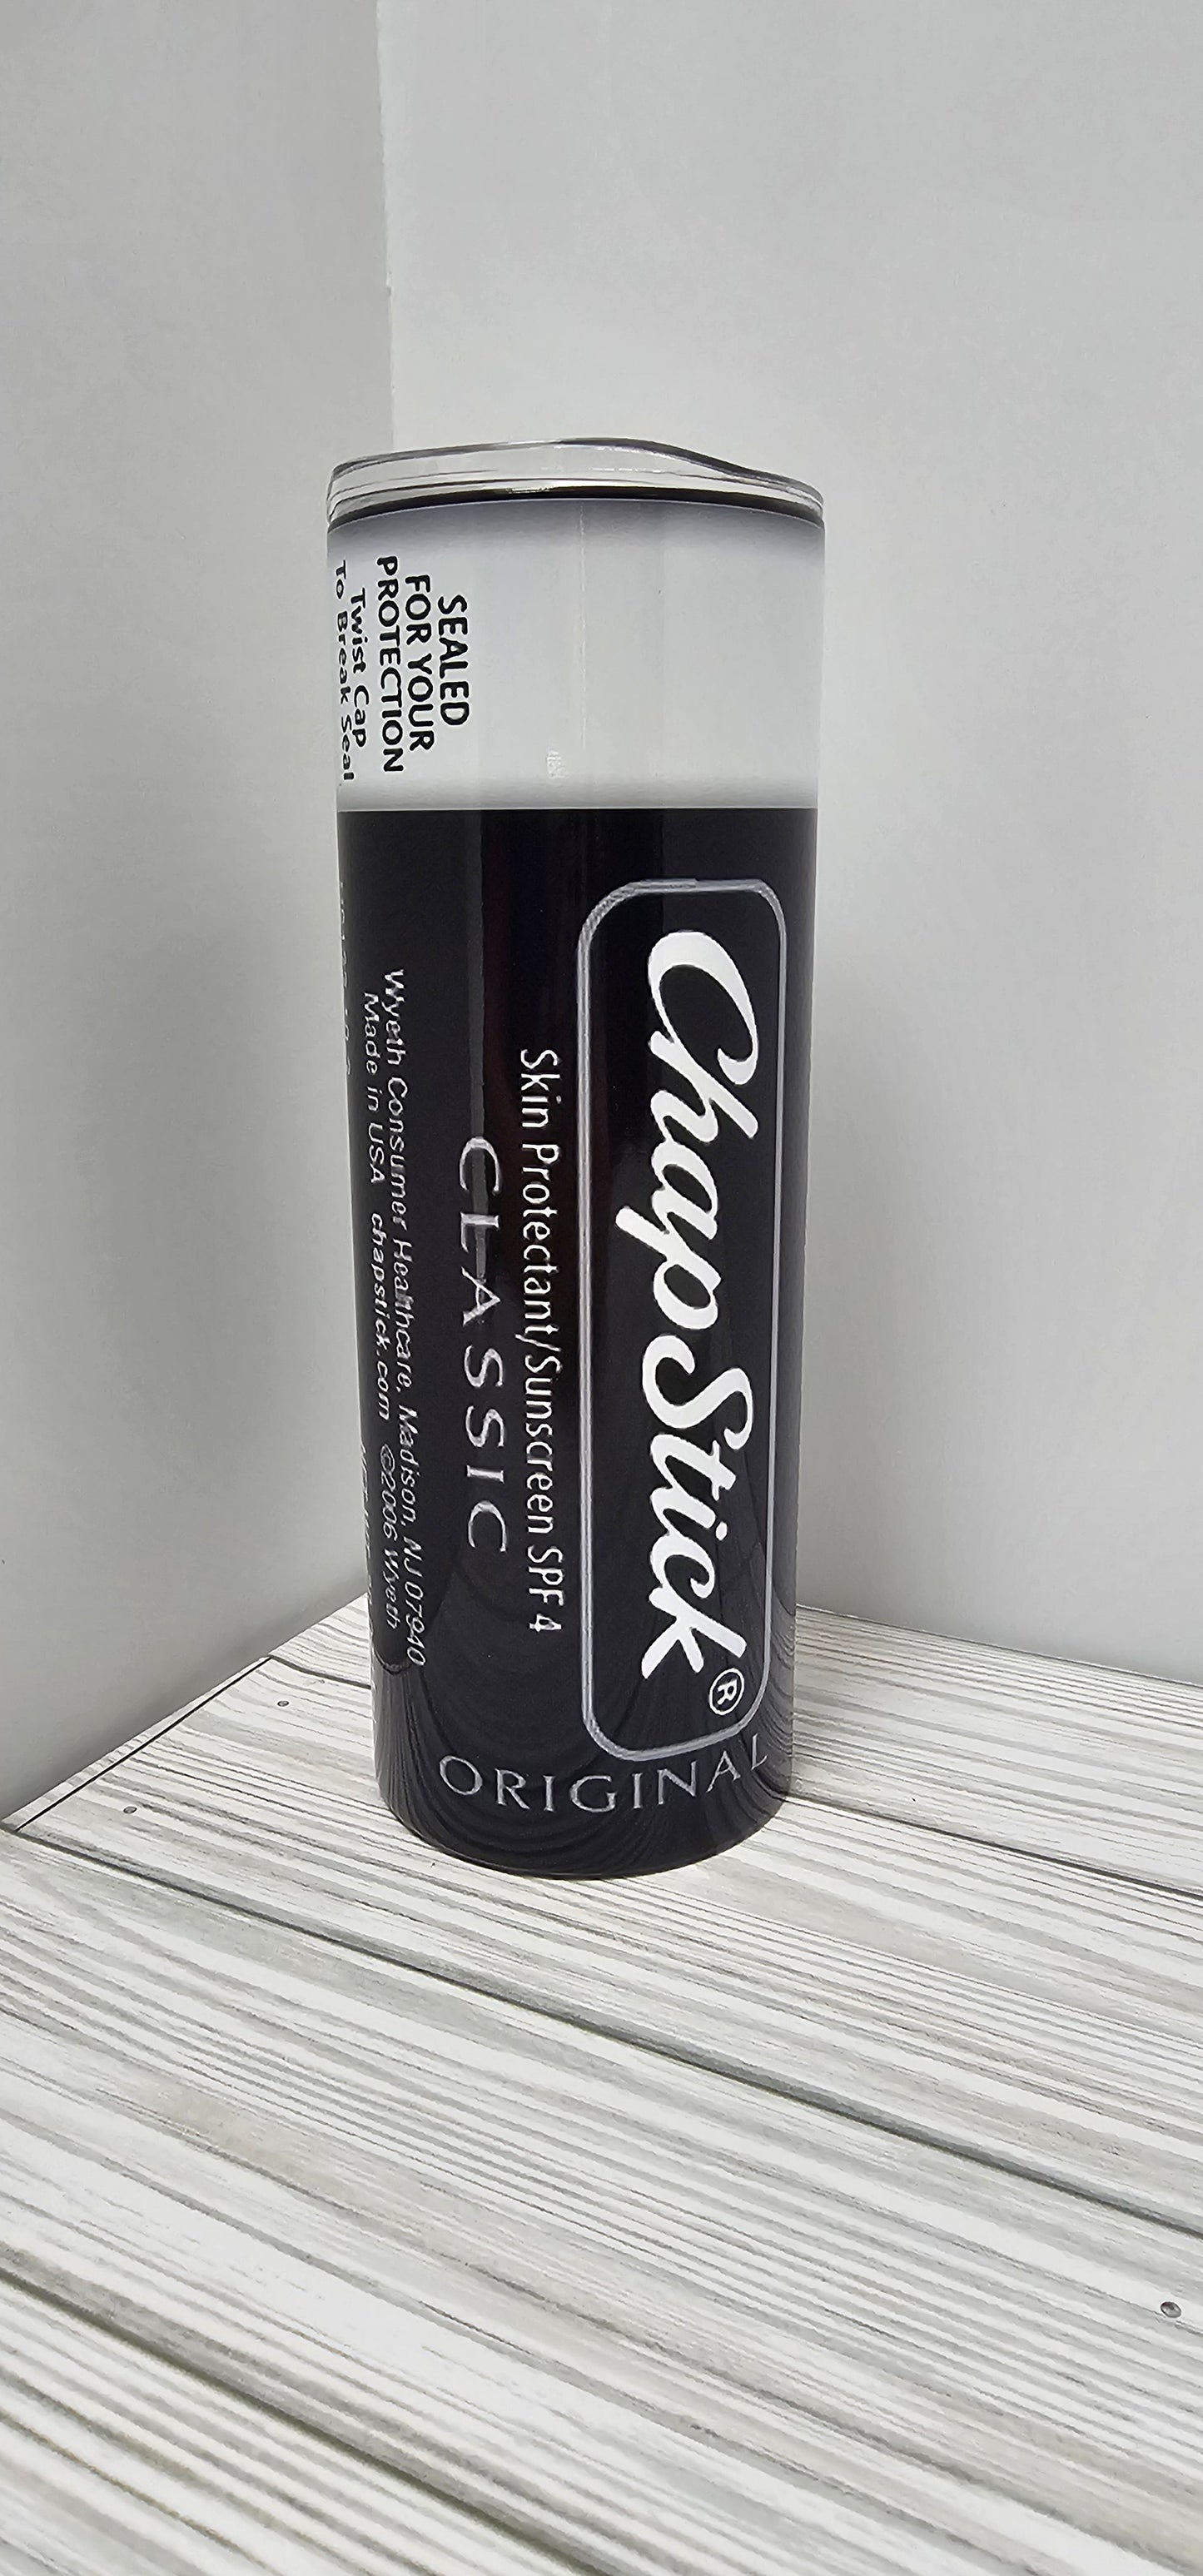 SEALED
FOR YOUR
PROTECTION
Twist Cap
To Break Seal
ChapStick®
Skin Protectant/Sunscreen SPF 4
CLASSIC
Wyeth Consumer Healthcare, Madison, NJ 07940
Made in USA chapstick.com ©2006 Wyeth
ORIGINAL